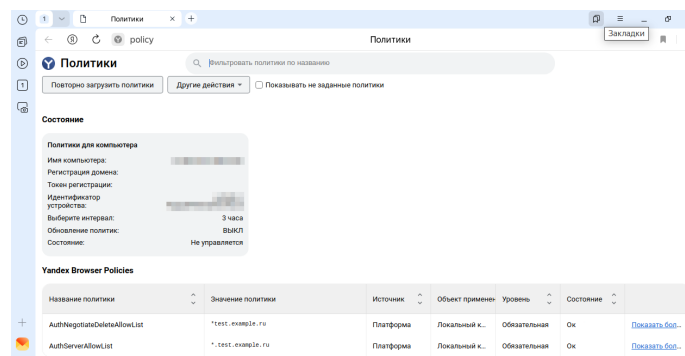 1
Политики
Я
policy
Политики
Закладки
Политики
Фильтровать политики по названию
1
Повторно загрузить политики
Другие действия
Показывать не заданные политики
Состояние
Политики для компьютера
Имя компьютера:
Регистрация домена:
Токен регистрации:
Идентификатор
устройства:
Выберите интервал: 3 часа
Обновление политик: ВЫКЛ
Состояние: Не управляется
Yandex Browser Policies
Название политики Значение политики Источник Объект применен Уровень Состояние
AuthNegotiateDeleteAllowList *test.example.ru Платформа Локальный к... Обязательная Ок Показать бол...
AuthServerAllowList *.test.example.ru Платформа Локальный к... Обязательная Ок Показать бол...